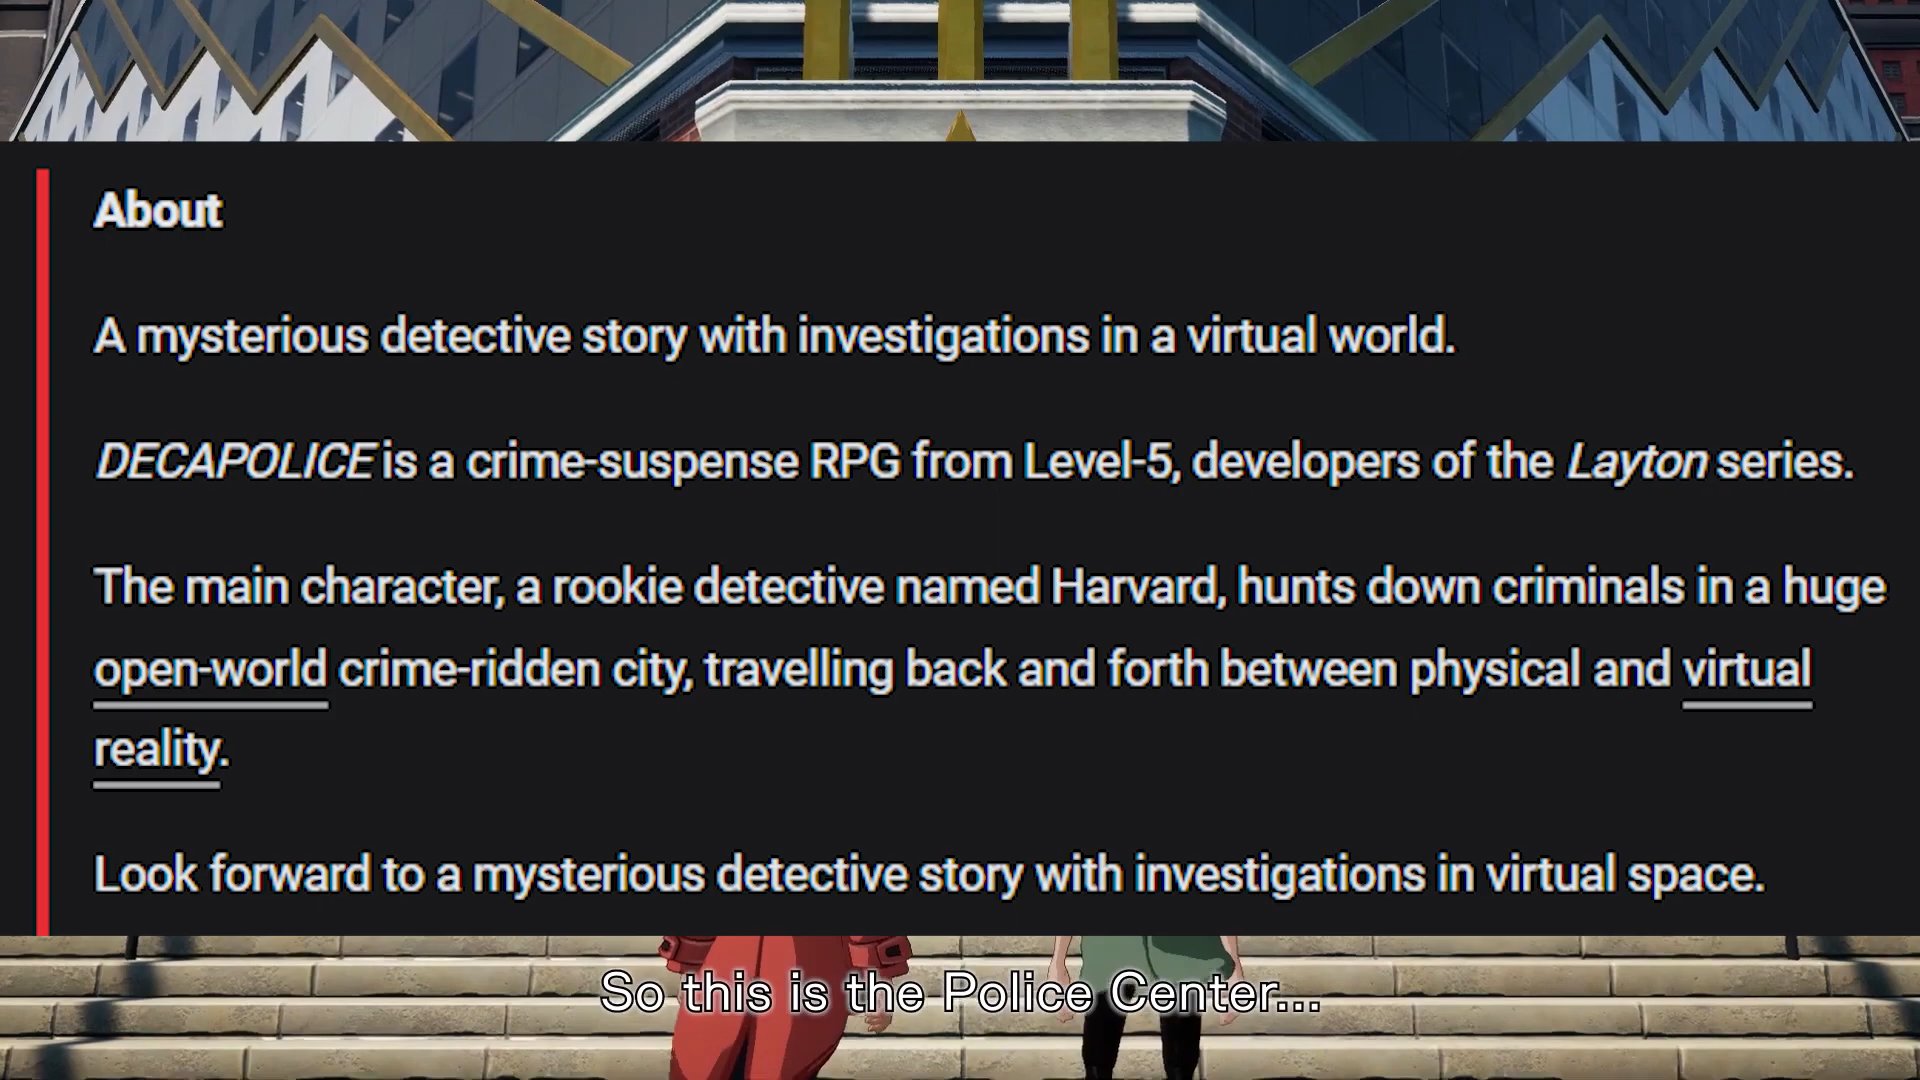 About
A mysterious detective story with investigations in a virtual world.
DECAPOLICE is a crime-suspense RPG from Level-5, developers of the Layton series.
The main character, a rookie detective named Harvard, hunts down criminals in a huge
open-world crime-ridden city, travelling back and forth between physical and virtual
reality.
Look forward to a mysterious detective story with investigations in virtual space.
So this is the Police Center...